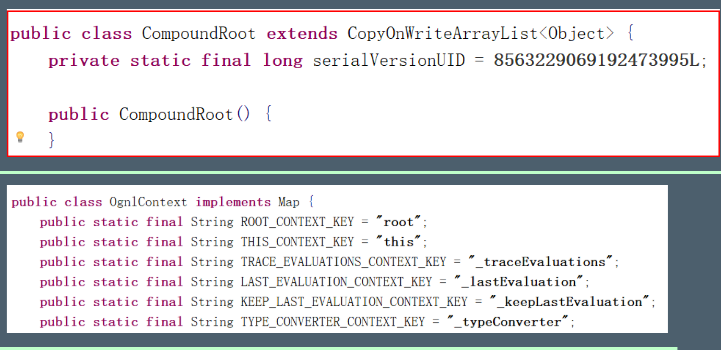 public class CompoundRoot extends CopyOnWriteArrayList<Object> {
private static final long serialVersionUID = 8563229069192473995L;
public CompoundRoot() {
}
public class OgnlContext implements Map {
public static final String ROOT_CONTEXT_KEY = "root";
public static final String THIS_CONTEXT_KEY = "this";
public static final String TRACE_EVALUATIONS_CONTEXT_KEY = "_traceEvaluations";
public static final String LAST_EVALUATION_CONTEXT_KEY = "_lastEvaluation";
public static final String KEEP_LAST_EVALUATION_CONTEXT_KEY = "_keepLastEvaluation";
public static final String TYPE_CONVERTER_CONTEXT_KEY = "_typeConverter";